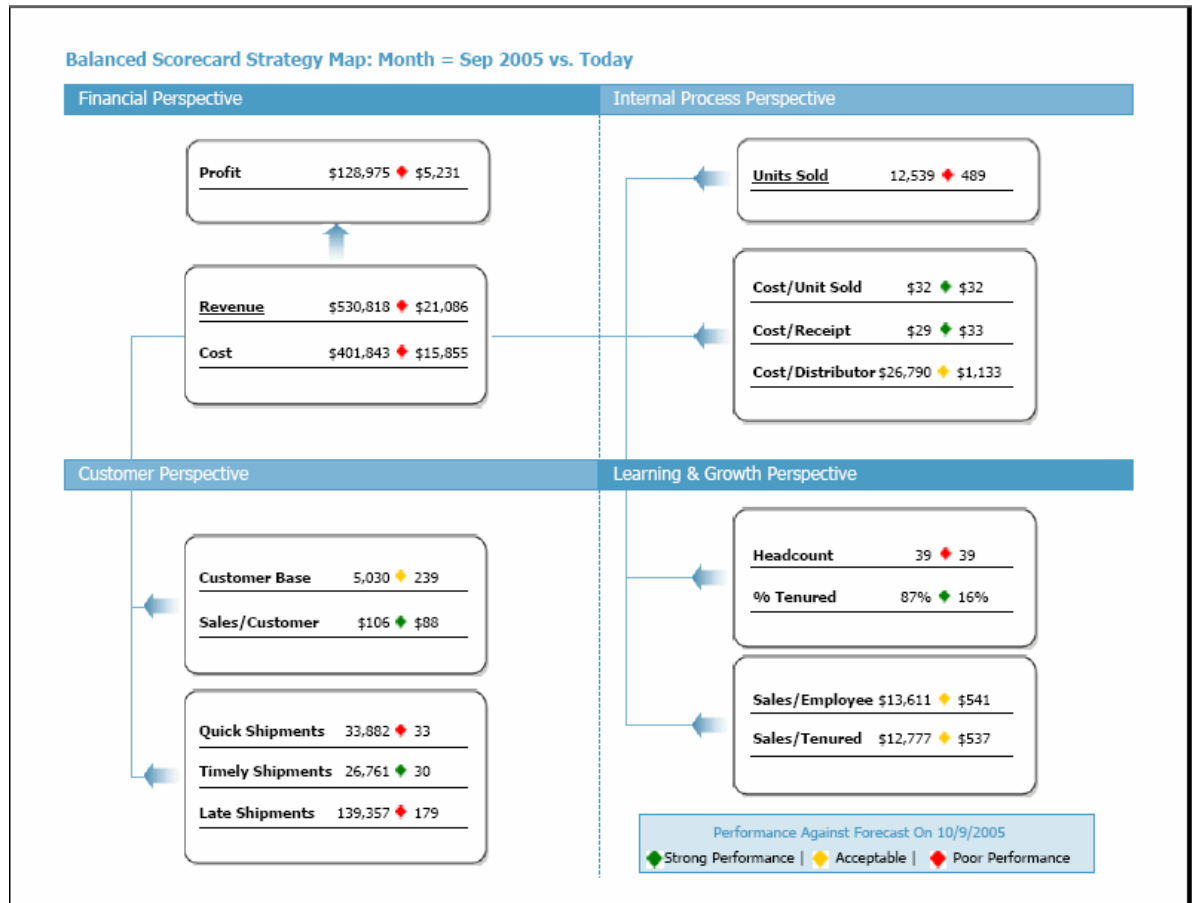 Balanced Scorecard Strategy Map: Month = Sep 2005 vs. Today
Financial Perspective
Profit $128,975 $5,231
Revenue $530,818 $21,086
Cost $401,843 $15,855
Internal Process Perspective
Units Sold 12,539 489
Cost/Unit Sold $32 $32
Cost/Receipt $29 $33
Cost/Distributor $26,790 $1,133
Customer Perspective
Customer Base 5,030 239
Sales/Customer $106 $88
Quick Shipments 33,882 33
Timely Shipments 26,761 30
Late Shipments 139,357 179
Learning & Growth Perspective
Headcount 39 39
% Tenured 87% 16%
Sales/Employee $13,611 $541
Sales/Tenured $12,777 $537
Performance Against Forecast On 10/9/2005
Strong Performance | Acceptable | Poor Performance